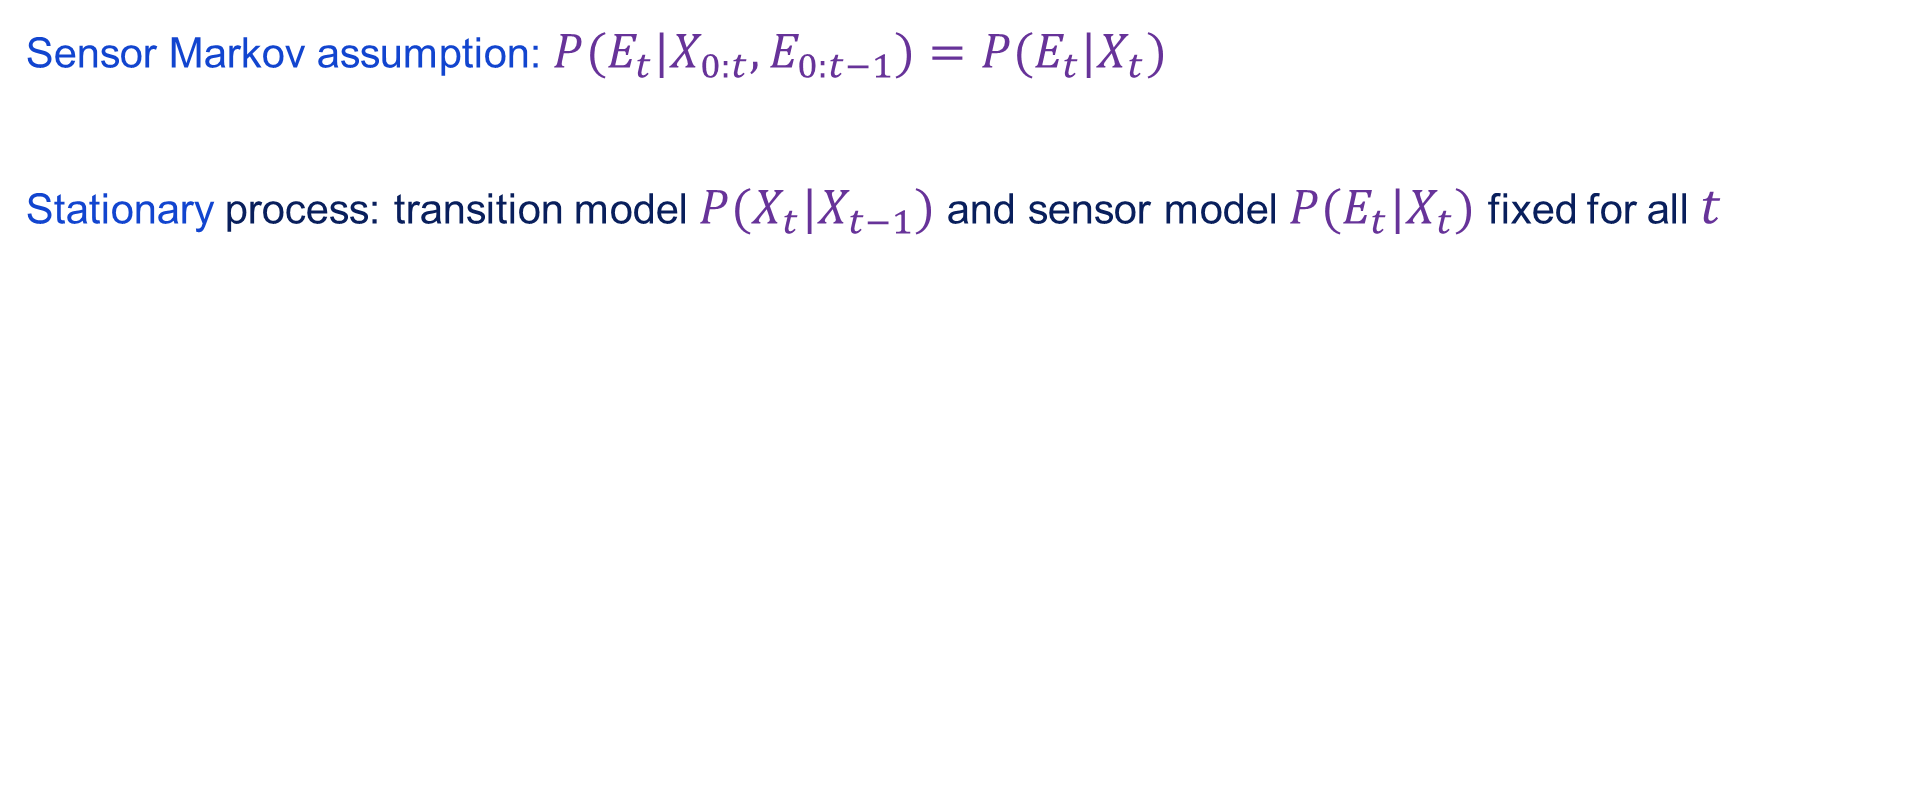 Sensor Markov assumption: $P(E_t|X_{0:t}, E_{0:t-1}) = P(E_t|X_t)$
Stationary process: transition model $P(X_t|X_{t-1})$ and sensor model $P(E_t|X_t)$ fixed for all $t$